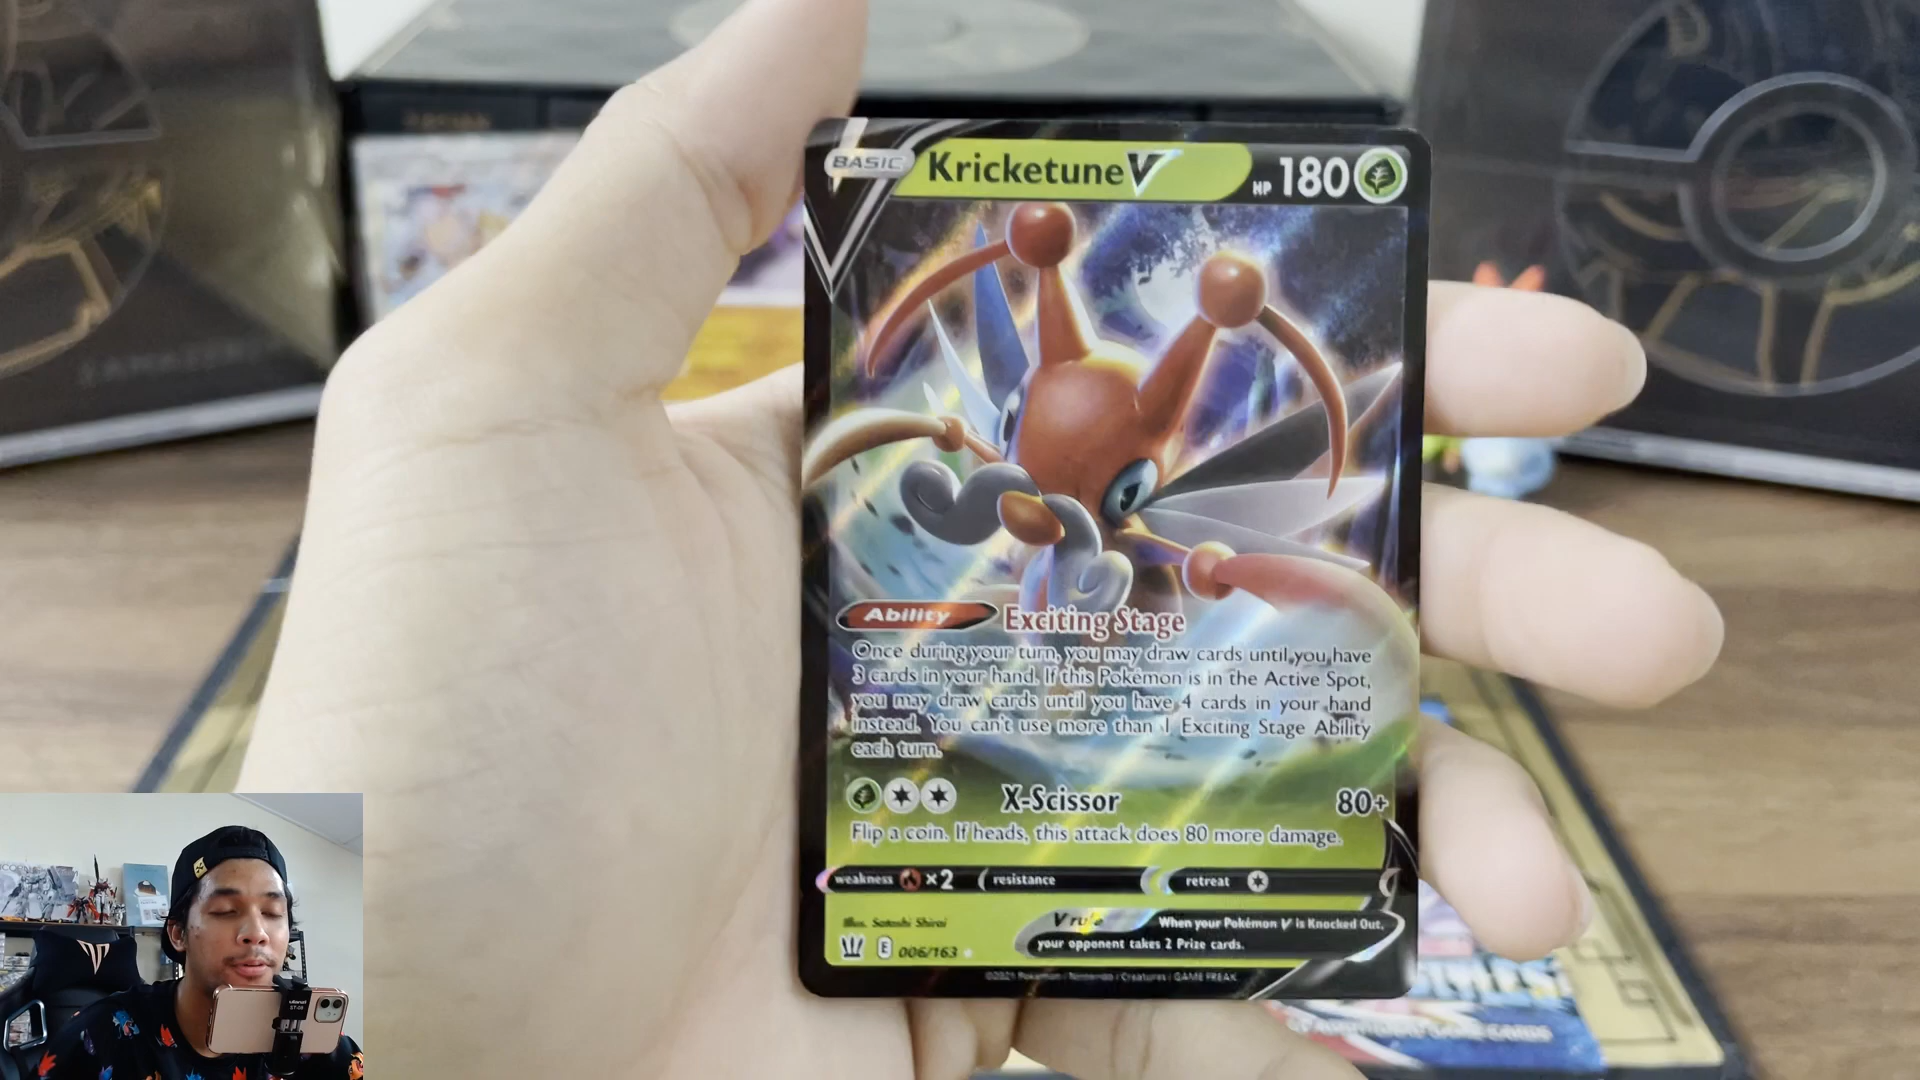 BASIC
Kricketune V
HP 180
Ability Exciting Stage
Once during your turn, you may draw cards until you have
3 cards in your hand. If this Pokémon is in the Active Spot,
you may draw cards until you have 4 cards in your hand
instead. You can't use more than 1 Exciting Stage Ability
each turn.
X-Scissor 80+
Flip a coin. If heads, this attack does 80 more damage.
weakness ×2 resistance retreat
Illus. Satoshi Shirai
V rule When your Pokémon V is Knocked Out,
your opponent takes 2 Prize cards.
E 006/163
©2021 Pokémon / Nintendo / Creatures / GAME FREAK
ulanzi
ST-09